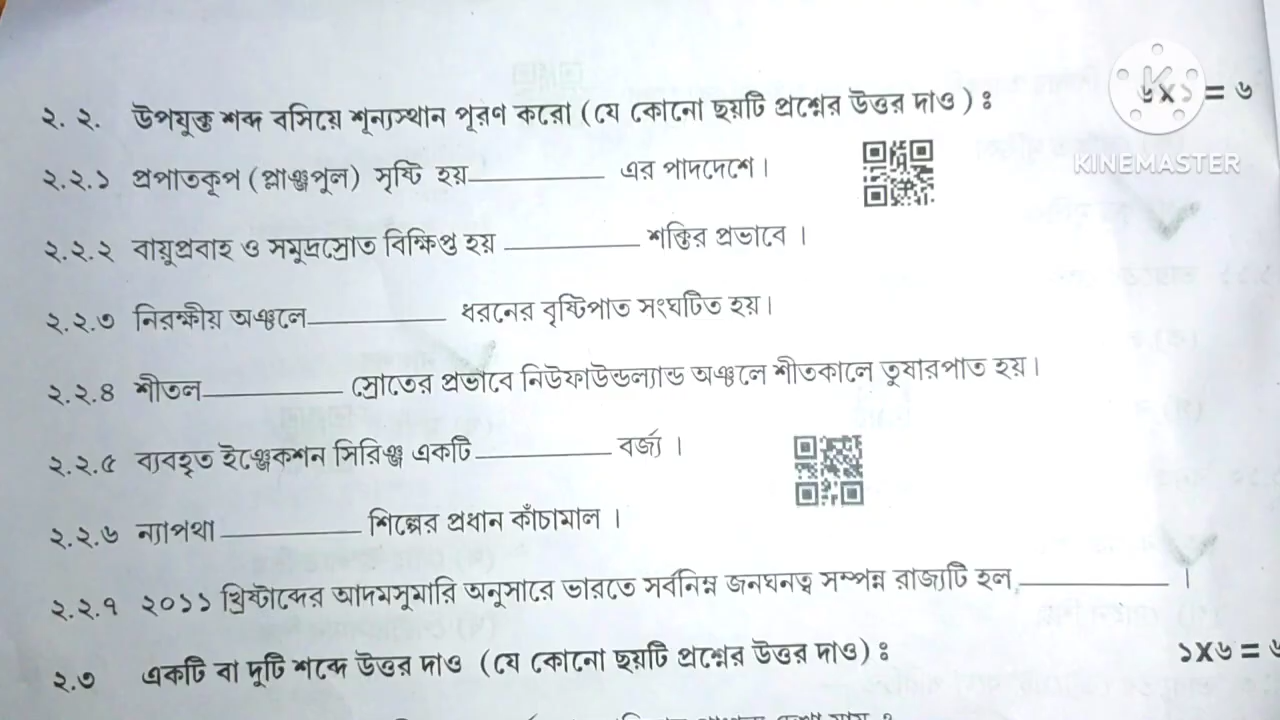 ২. ২. উপযুক্ত শব্দ বসিয়ে শূন্যস্থান পূরণ করো (যে কোনো ছয়টি প্রশ্নের উত্তর দাও) ঃ ৬X১ = ৬
KINEMASTER
২.২.১ প্রপাতকূপ (প্লাঞ্জপুল) সৃষ্টি হয়__________ এর পাদদেশে।
২.২.২ বায়ুপ্রবাহ ও সমুদ্রস্রোত বিক্ষিপ্ত হয় __________ শক্তির প্রভাবে ।
২.২.৩ নিরক্ষীয় অঞ্চলে__________ ধরনের বৃষ্টিপাত সংঘটিত হয়।
২.২.৪ শীতল__________ স্রোতের প্রভাবে নিউফাউন্ডল্যান্ড অঞ্চলে শীতকালে তুষারপাত হয়।
২.২.৫ ব্যবহৃত ইঞ্জেকশন সিরিঞ্জ একটি__________ বর্জ্য ।
২.২.৬ ন্যাপথা __________ শিল্পের প্রধান কাঁচামাল ।
২.২.৭ ২০১১ খ্রিষ্টাব্দের আদমসুমারি অনুসারে ভারতে সর্বনিম্ন জনঘনত্ব সম্পন্ন রাজ্যটি হল__________ ।
২.৩ একটি বা দুটি শব্দে উত্তর দাও (যে কোনো ছয়টি প্রশ্নের উত্তর দাও) ঃ ১X৬ = ৬